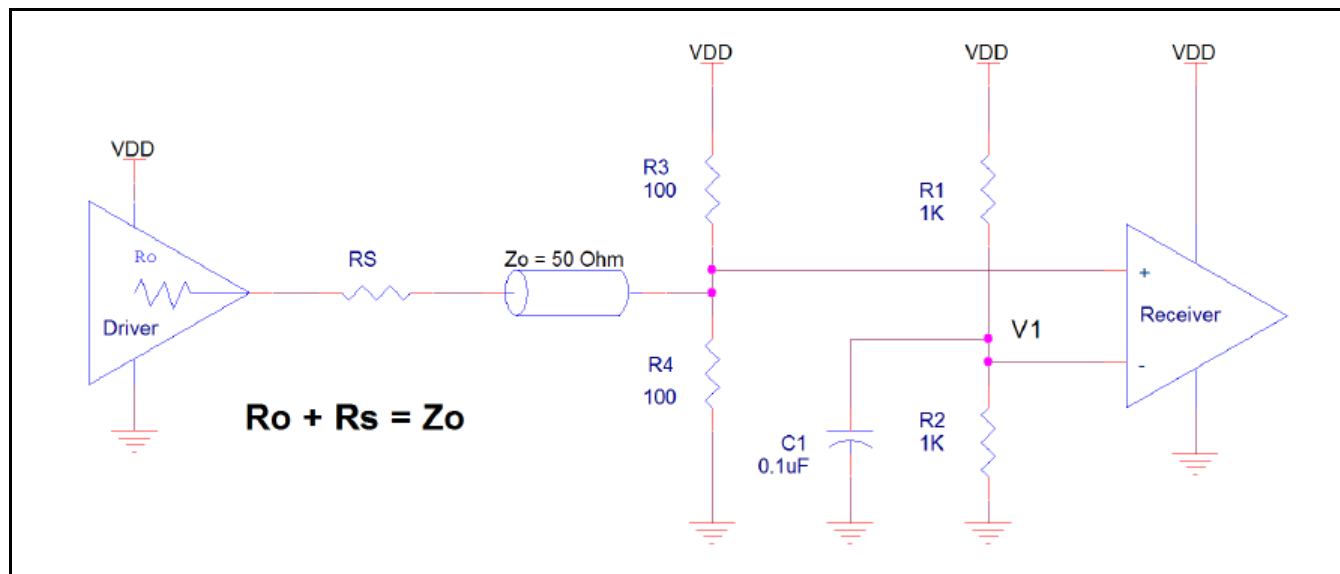 VDD
VDD
VDD
VDD
R3
100
R1
1K
Ro
RS
Zo = 50 Ohm
+
Driver
Receiver
V1
-
R4
100
Ro + Rs = Zo
R2
1K
C1
0.1uF